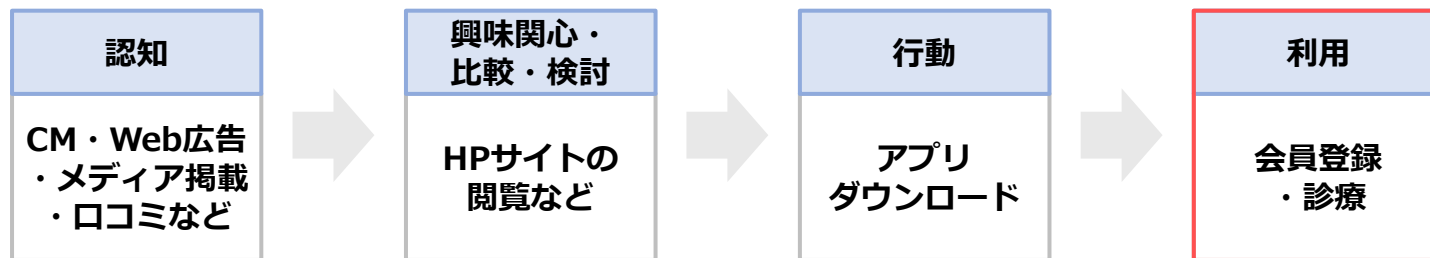 認知
CM・Web広告
・メディア掲載
・口コミなど
興味関心・
比較・検討
HPサイトの
閲覧など
行動
アプリ
ダウンロード
利用
会員登録
・診療